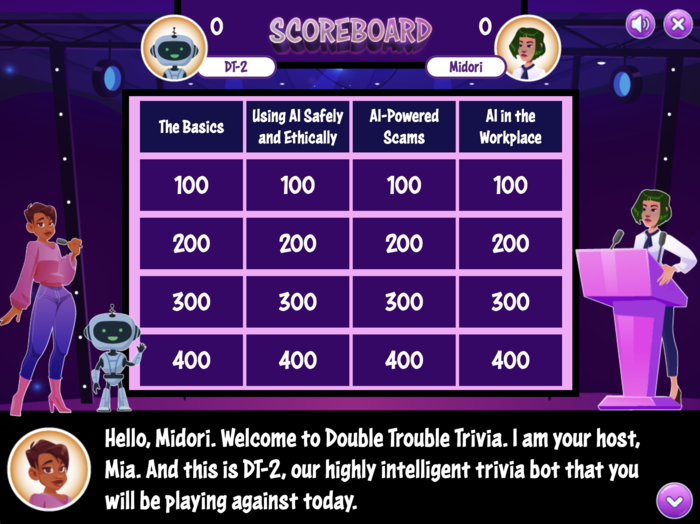 0 SCOREBOARD 0
DT-2 Midori
The Basics
Using AI Safely
and Ethically
AI-Powered
Scams
AI in the
Workplace
100 100 100 100
200 200 200 200
300 300 300 300
400 400 400 400
Hello, Midori. Welcome to Double Trouble Trivia. I am your host,
Mia. And this is DT-2, our highly intelligent trivia bot that you
will be playing against today.